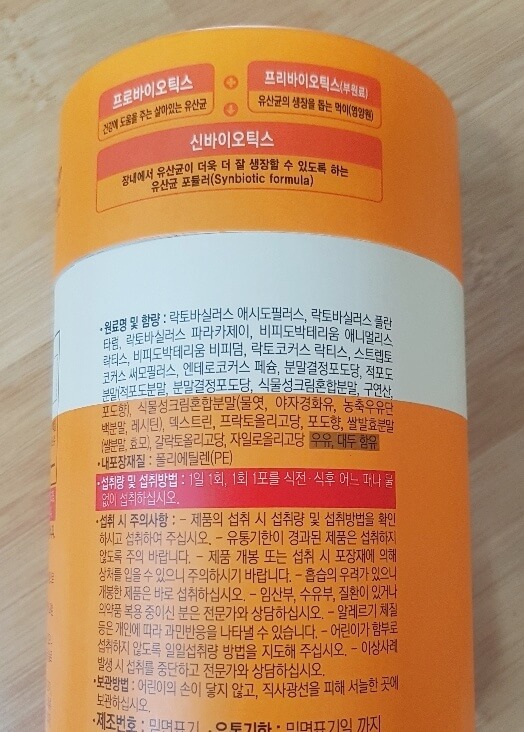 프로바이오틱스
건강에 도움을 주는 살아있는 유산균
+
프리바이오틱스(부원료)
유산균의 생장을 돕는 먹이(영양원)
신바이오틱스
장내에서 유산균이 더욱 더 잘 생장할 수 있도록 하는
유산균 포뮬러(Synbiotic formula)
•원료명 및 함량 : 락토바실러스 애시도필러스, 락토바실러스 플란
타럼, 락토바실러스 파라카제이, 비피도박테리움 애니멀리스
락티스, 비피도박테리움 비피덤, 락토코커스 락티스, 스트렙토
코커스 써모필러스, 엔테로코커스 페슘, 분말결정포도당, 적포도
분말(적포도분말, 분말결정포도당, 식물성크림혼합분말, 구연산,
포도향), 식물성크림혼합분말(물엿, 야자경화유, 농축우유단
백분말, 레시틴), 덱스트린, 프락토올리고당, 포도향, 쌀발효분말
(쌀분말, 효모), 갈락토올리고당, 자일로올리고당 우유, 대두 함유
•내포장재질 : 폴리에틸렌(PE)
•섭취량 및 섭취방법 : 1일 1회, 1회 1포를 식전·식후 어느 때나 물
없이 섭취하십시오.
•섭취 시 주의사항 : - 제품의 섭취 시 섭취량 및 섭취방법을 확인
하시고 섭취하여 주십시오. - 유통기한이 경과된 제품은 섭취하지
않도록 주의 바랍니다. - 제품 개봉 또는 섭취 시 포장재에 의해
상처를 입을 수 있으니 주의하시기 바랍니다. - 흡습의 우려가 있으니
개봉한 제품은 바로 섭취하십시오. - 임산부, 수유부, 질환이 있거나
의약품 복용 중이신 분은 전문가와 상담하십시오. - 알레르기 체질
등은 개인에 따라 과민반응을 나타낼 수 있습니다. - 어린이가 함부로
섭취하지 않도록 일일섭취량 방법을 지도해 주십시오. - 이상사례
발생 시 섭취를 중단하고 전문가와 상담하십시오.
•보관방법 : 어린이의 손이 닿지 않고, 직사광선을 피해 서늘한 곳에
보관하십시오.
•제조번호 : 밑면표기 •유통기한 : 밑면표기일 까지